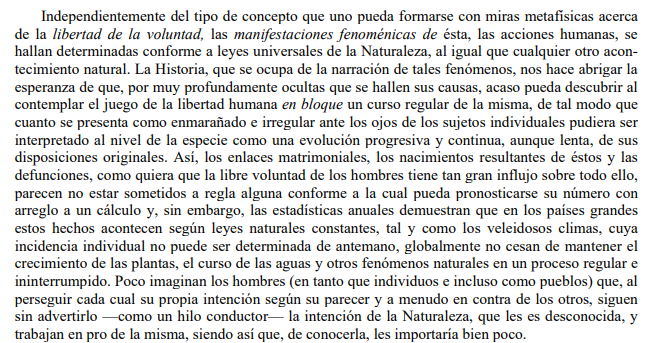 Independientemente del tipo de concepto que uno pueda formarse con miras metafísicas acerca
de la libertad de la voluntad, las manifestaciones fenoménicas de ésta, las acciones humanas, se
hallan determinadas conforme a leyes universales de la Naturaleza, al igual que cualquier otro acon-
tecimiento natural. La Historia, que se ocupa de la narración de tales fenómenos, nos hace abrigar la
esperanza de que, por muy profundamente ocultas que se hallen sus causas, acaso pueda descubrir al
contemplar el juego de la libertad humana en bloque un curso regular de la misma, de tal modo que
cuanto se presenta como enmarañado e irregular ante los ojos de los sujetos individuales pudiera ser
interpretado al nivel de la especie como una evolución progresiva y continua, aunque lenta, de sus
disposiciones originales. Así, los enlaces matrimoniales, los nacimientos resultantes de éstos y las
defunciones, como quiera que la libre voluntad de los hombres tiene tan gran influjo sobre todo ello,
parecen no estar sometidos a regla alguna conforme a la cual pueda pronosticarse su número con
arreglo a un cálculo y, sin embargo, las estadísticas anuales demuestran que en los países grandes
estos hechos acontecen según leyes naturales constantes, tal y como los veleidosos climas, cuya
incidencia individual no puede ser determinada de antemano, globalmente no cesan de mantener el
crecimiento de las plantas, el curso de las aguas y otros fenómenos naturales en un proceso regular e
ininterrumpido. Poco imaginan los hombres (en tanto que individuos e incluso como pueblos) que, al
perseguir cada cual su propia intención según su parecer y a menudo en contra de los otros, siguen
sin advertirlo —como un hilo conductor— la intención de la Naturaleza, que les es desconocida, y
trabajan en pro de la misma, siendo así que, de conocerla, les importaría bien poco.